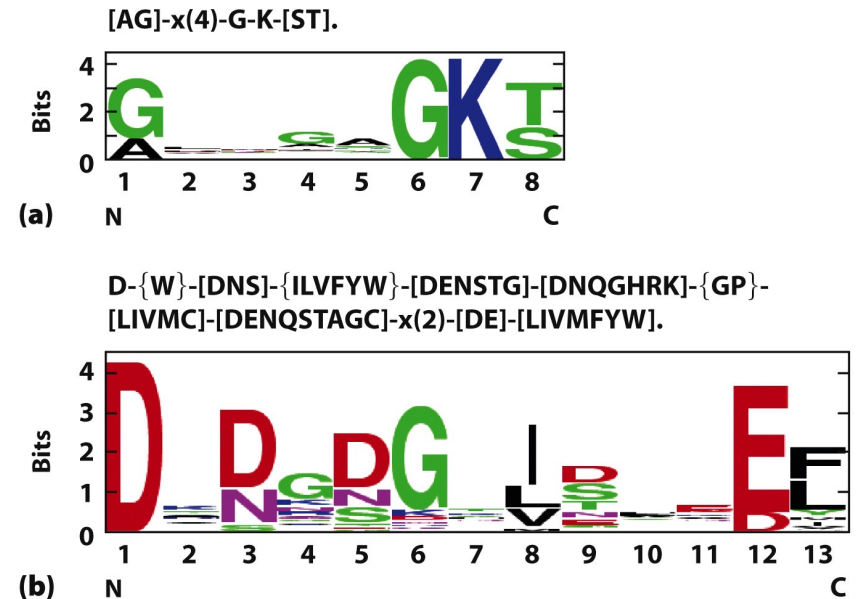 [AG]-x(4)-G-K-[ST].
4
2
0
Bits
G
A
G
A
A
G
K
T
S
1 2 3 4 5 6 7 8
(a) N C
D-{W}-[DNS]-{ILVFYW}-[DENSTG]-[DNQGHRK]-{GP}-
[LIVMC]-[DENQSTAGC]-x(2)-[DE]-[LIVMFYW].
4
3
2
1
0
Bits
D
K
D
N
S
G
K
D
N
S
G
K
I
L
V
D
S
T
N
E
E
E
D
F
L
Y
1 2 3 4 5 6 7 8 9 10 11 12 13
(b) N C